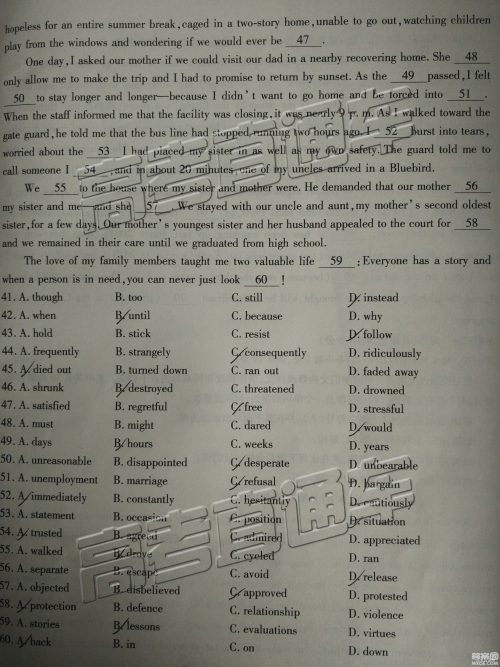 hopeless for an entire summer break, caged in a two-story home, unable to go out, watching children
play from the windows and wondering if we would ever be 47.
One day, I asked our mother if we could visit our dad in a nearby recovering home. She 48
only allow me to make the trip and I had to promise to return by sunset. As the 49 passed, I felt
50 to stay longer and longer—because I didn't want to go home and be forced into 51.
When the staff informed me that the facility was closing, it was nearly 9 p. m. As I walked toward the
gate guard, he told me that the bus line had stopped running two hours ago. I 52 burst into tears,
worried about the 53 I had placed my sister in as well as my own safety. The guard told me to
call someone I 54, and in about 20 minutes, one of my uncles arrived in a Bluebird.
We 55 to the house where my sister and mother were. He demanded that our mother 56
my sister and me and she 57. We stayed with our uncle and aunt, my mother's second oldest
sister, for a few days. Our mother's youngest sister and her husband appealed to the court for 58
and we remained in their care until we graduated from high school.
The love of my family members taught me two valuable life 59: Everyone has a story and
when a person is in need, you can never just look 60!
41. A. though B. too C. still D. instead
42. A. when B. until C. because D. why
43. A. hold B. stick C. resist D. follow
44. A. frequently B. strangely C. consequently D. ridiculously
45. A. died out B. turned down C. ran out D. faded away
46. A. shrunk B. destroyed C. threatened D. drowned
47. A. satisfied B. regretful C. free D. stressful
48. A. must B. might C. dared D. would
49. A. days B. hours C. weeks D. years
50. A. unreasonable B. disappointed C. desperate D. unbearable
51. A. unemployment B. marriage C. refusal D. bargain
52. A. immediately B. constantly C. hesitantly D. cautiously
53. A. statement B. occasion C. position D. situation
54. A. trusted B. agreed C. admired D. appreciated
55. A. walked B. drove C. cycled D. ran
56. A. separate B. escape C. avoid D. release
57. A. objected B. disbelieved C. approved D. protested
58. A. protection B. defence C. relationship D. violence
59. A. stories B. lessons C. evaluations D. virtues
60. A. back B. in C. on D. down
高考直通车
高考直通车
答案圈
MXQE.COM